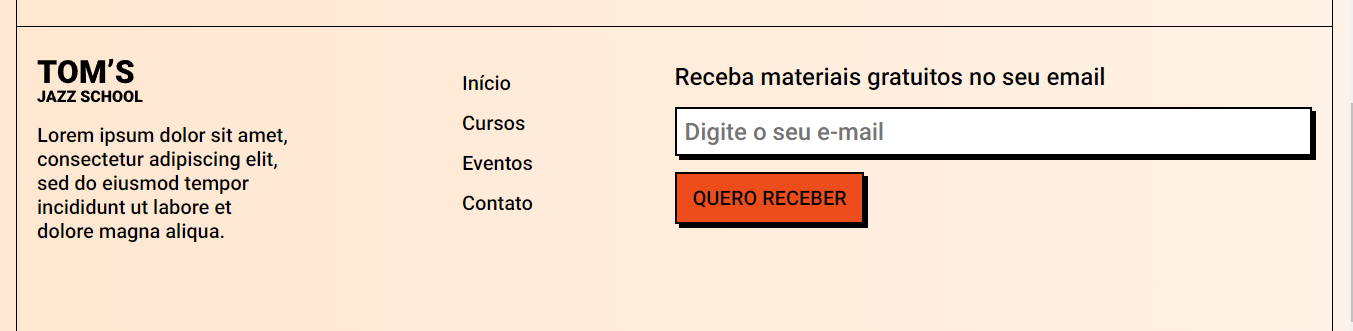 TOM’S
JAZZ SCHOOL
Lorem ipsum dolor sit amet,
consectetur adipiscing elit,
sed do eiusmod tempor
incididunt ut labore et
dolore magna aliqua.
Início
Cursos
Eventos
Contato
Receba materiais gratuitos no seu email
Digite o seu e-mail
QUERO RECEBER